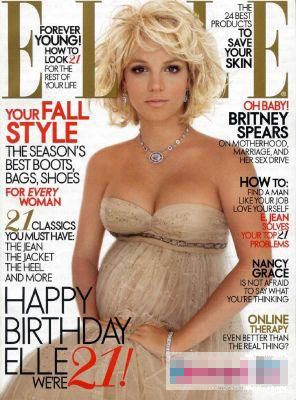 ELLE
FOREVER
YOUNG!
HOW TO
LOOK 21
FOR THE
REST OF
YOUR LIFE
THE
24 BEST
PRODUCTS
TO
SAVE
YOUR
SKIN
YOUR FALL
STYLE
THE SEASON'S
BEST BOOTS,
BAGS, SHOES
FOR EVERY
WOMAN
21 CLASSICS
YOU MUST HAVE:
THE JEAN
THE JACKET
THE HEEL
AND MORE
HAPPY
BIRTHDAY
ELLE
WE'RE 21!
OH BABY!
BRITNEY
SPEARS
ON MOTHERHOOD,
MARRIAGE, AND
HER SEX DRIVE
HOW TO:
FIND A MAN
LIKE YOUR JOB
LOVE YOURSELF
E. JEAN
SOLVES
YOUR TOP 21
PROBLEMS
NANCY
GRACE
IS NOT AFRAID
TO SAY WHAT
YOU'RE THINKING
ONLINE
THERAPY
EVEN BETTER THAN
THE REAL THING?